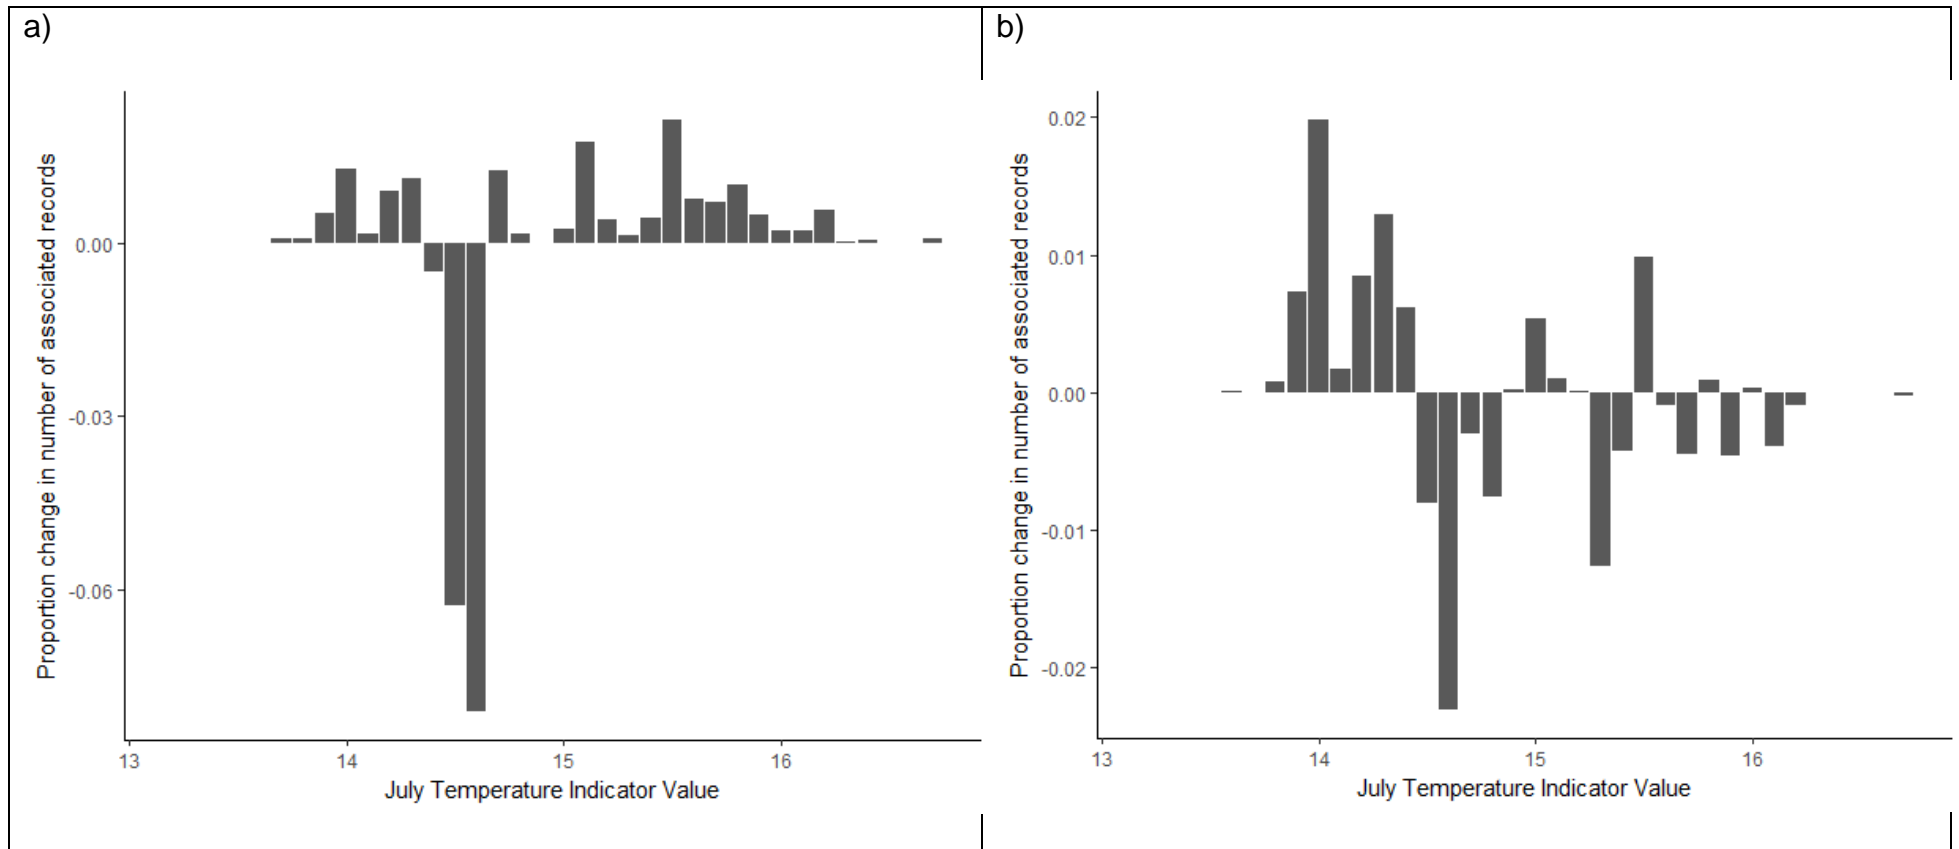 a)
Proportion change in number of associated records
0.00
-0.03
-0.06
13
14
15
16
July Temperature Indicator Value
b)
Proportion change in number of associated records
0.02
0.01
0.00
-0.01
-0.02
13
14
15
16
July Temperature Indicator Value